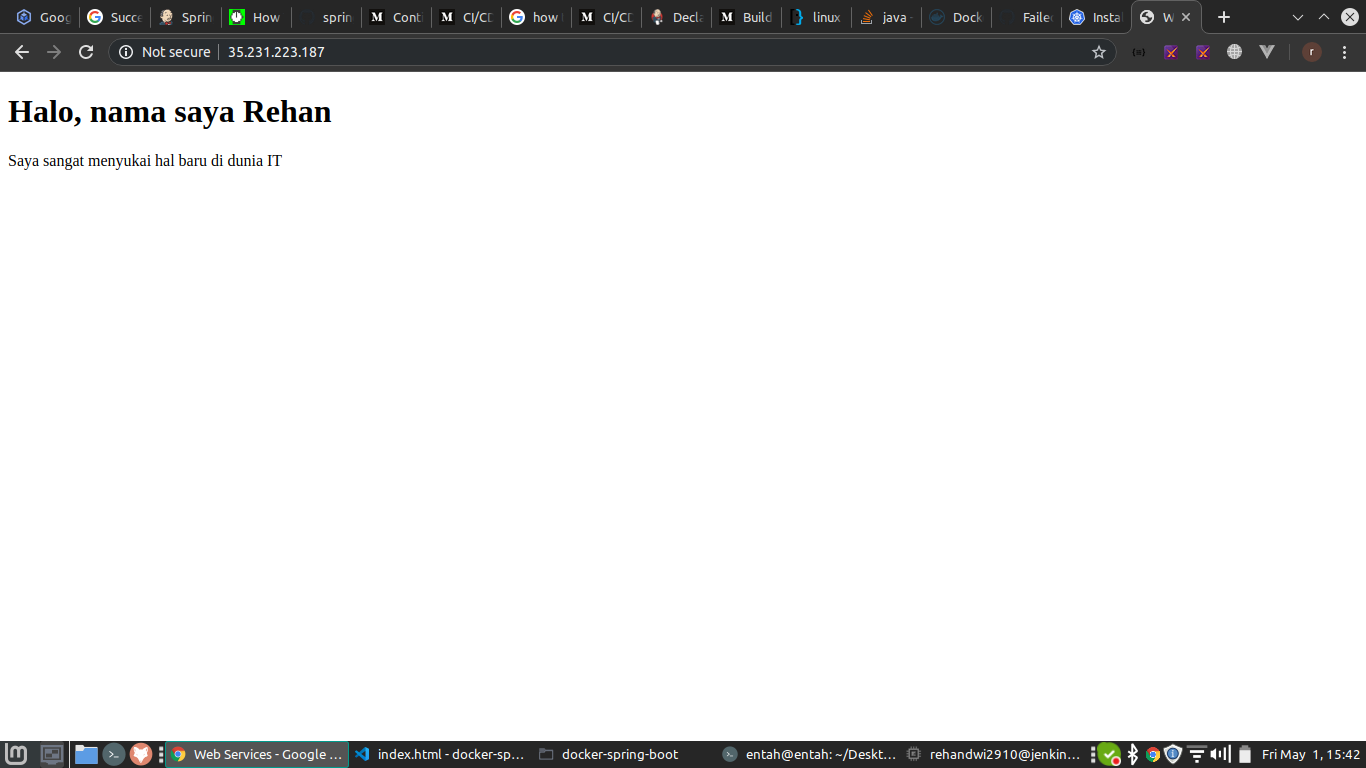 Goog
Succe
Sprin
How
sprin
Cont
CI/CD
how
CI/CD
Decla
Build
linux
java
Dock
Failed
Instal
W
Not secure
35.231.223.187
r
Halo, nama saya Rehan
Saya sangat menyukai hal baru di dunia IT
Web Services - Google ...
index.html - docker-sp...
docker-spring-boot
entah@entah: ~/Deskt...
rehandwi2910@jenkin...
Fri May 1, 15:42